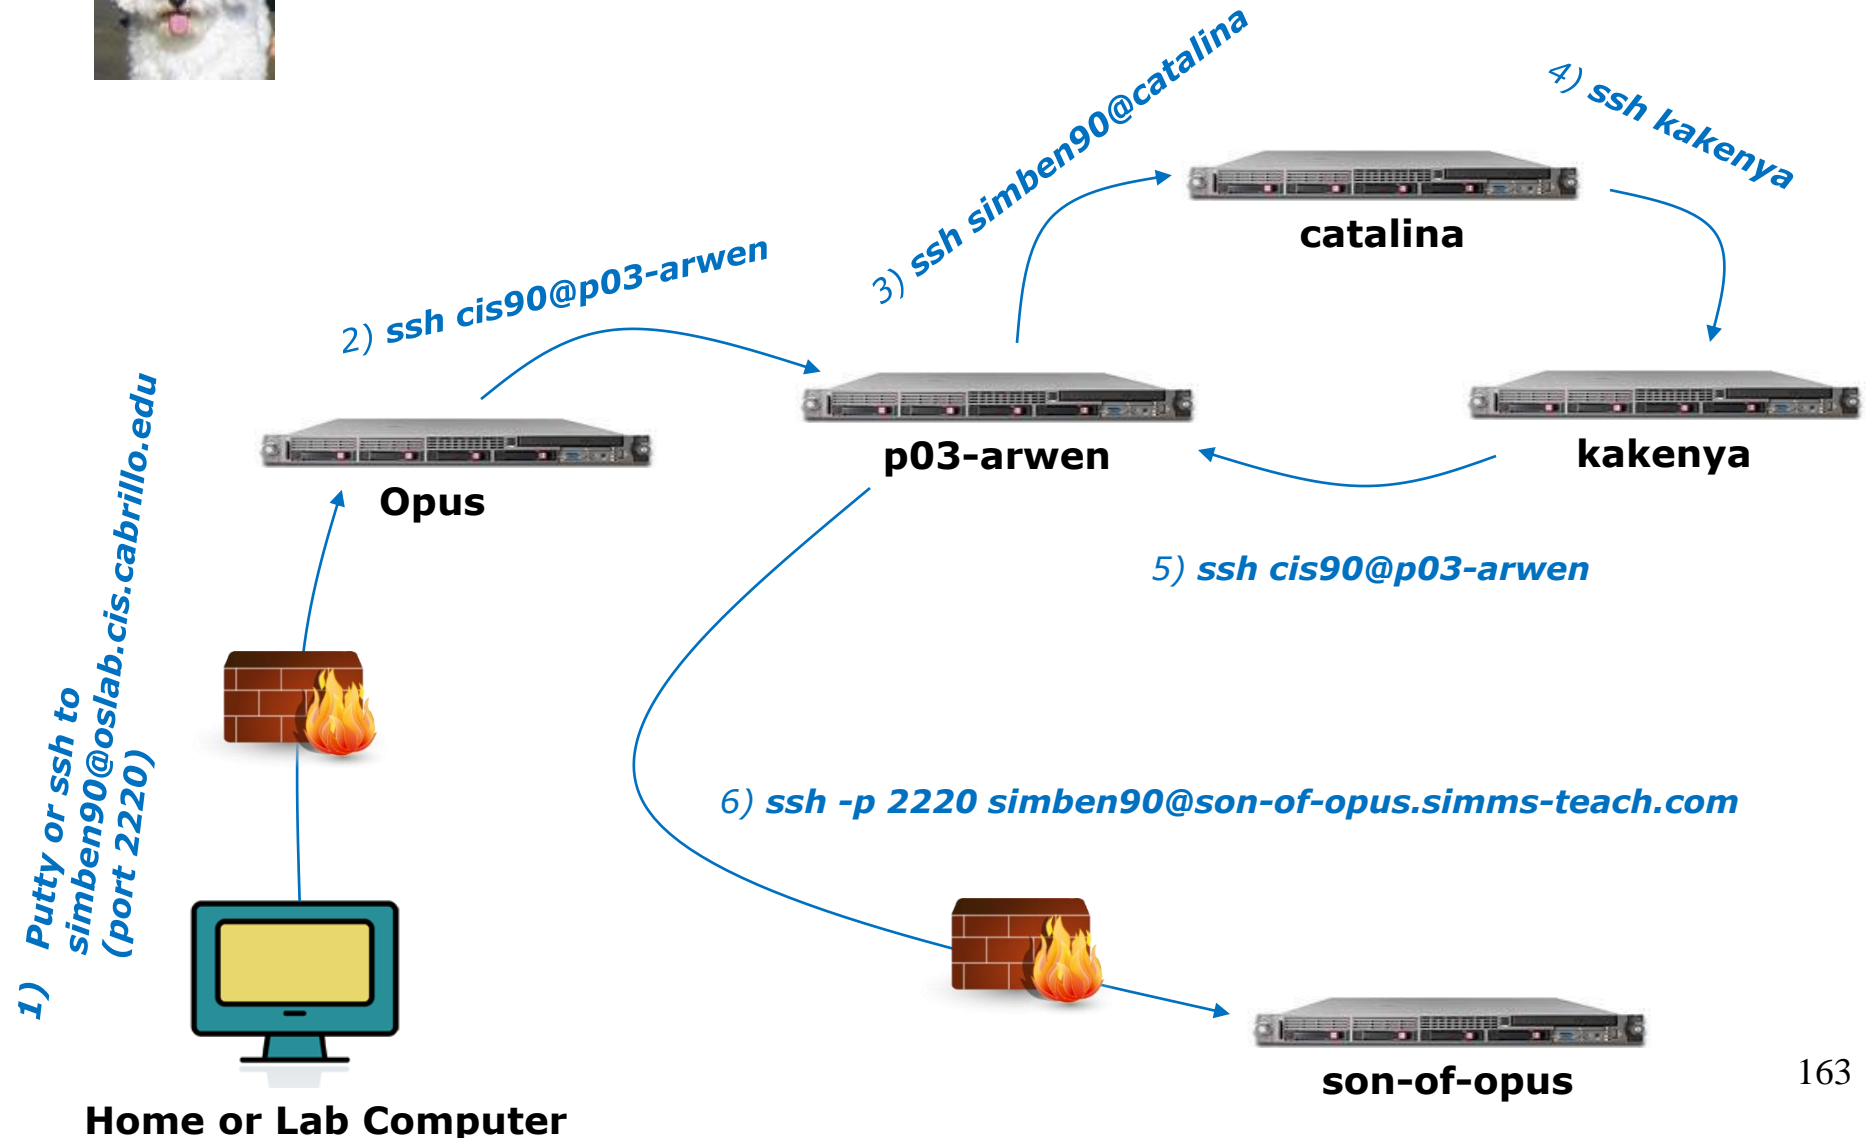 1) Putty or ssh to
simben90@oslab.cis.cabrillo.edu
(port 2220)
2) ssh cis90@p03-arwen
3) ssh simben90@catalina
4) ssh kakenya
catalina
p03-arwen
kakenya
Opus
5) ssh cis90@p03-arwen
6) ssh -p 2220 simben90@son-of-opus.simms-teach.com
son-of-opus
163
Home or Lab Computer